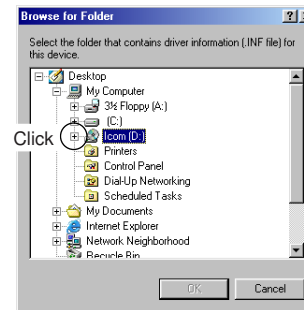 Browse for Folder
Select the folder that contains driver information (.INF file) for
this device.
Desktop
My Computer
3½ Floppy (A:)
(C:)
Click
Icom (D:)
Printers
Control Panel
Dial-Up Networking
Scheduled Tasks
My Documents
Internet Explorer
Network Neighborhood
Recycle Bin
OK
Cancel